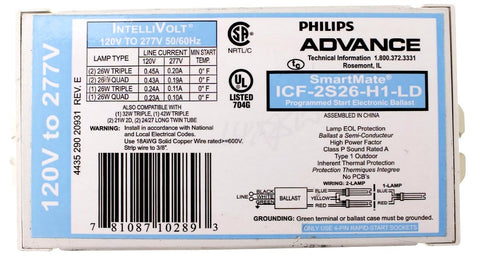 120V to 277V
4435 290 20931 REV. E
INTELLIVOLT®
120V TO 277V 50/60Hz
LAMP TYPE LINE CURRENT MIN START
120V 277V TEMP.
(2) 26W TRIPLE 0.45A 0.20A 0° F
(2) 26W QUAD 0.43A 0.21A 0° F
(1) 26W TRIPLE 0.24A 0.11A 0° F
(1) 26W QUAD 0.23A 0.10A 0° F
ALSO COMPATIBLE WITH
(1) 32W TRIPLE, (1) 42W TRIPLE
(2) 21W 2D, (2) 24/27 LONG TWIN TUBE
WARNING: Install in accordance with National
and Local Electrical Codes.
Use 18AWG Solid Copper Wire rated>=600V.
Strip wire to 3/8".
7 81087 10289 3
SA
NRTL/C
UL
LISTED
704G
PHILIPS
ADVANCE
Technical Information 1.800.372.3331
Rosemont, IL
SmartMate®
ICF-2S26-H1-LD
Programmed Start Electronic Ballast
ASSEMBLED IN CHINA
Lamp EOL Protection
Ballast a Semi-Conducteur
High Power Factor
Class P Sound Rated A
Type 1 Outdoor
Inherent Thermal Protection
Protection Thermiques Integree
No PCB's
WIRING: 2-LAMP 1-LAMP
LINE BLACK WHITE BALLAST BLUE YELLOW RED BLUE RED
GROUNDING: Green terminal or ballast case must be grounded.
ONLY USE 4-PIN RAPID-START SOCKETS